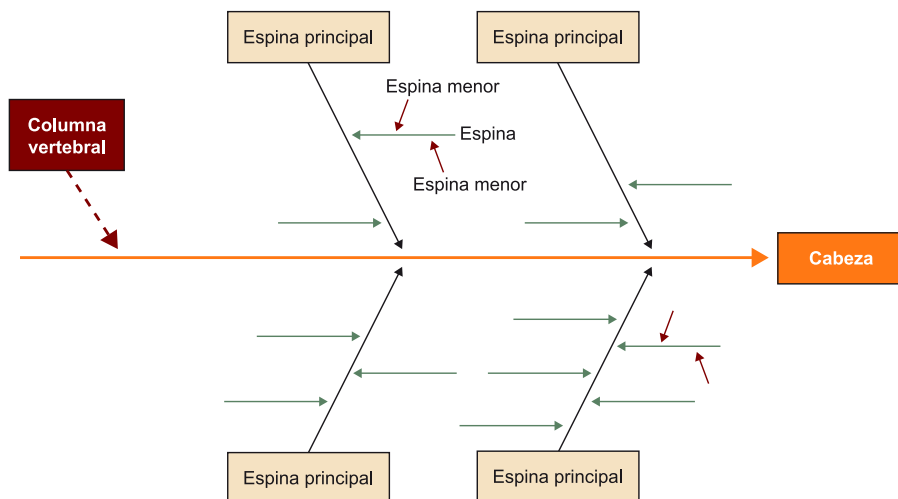 Espina principal
Espina principal
Espina menor
Columna
vertebral
Espina
Espina menor
Cabeza
Espina principal
Espina principal